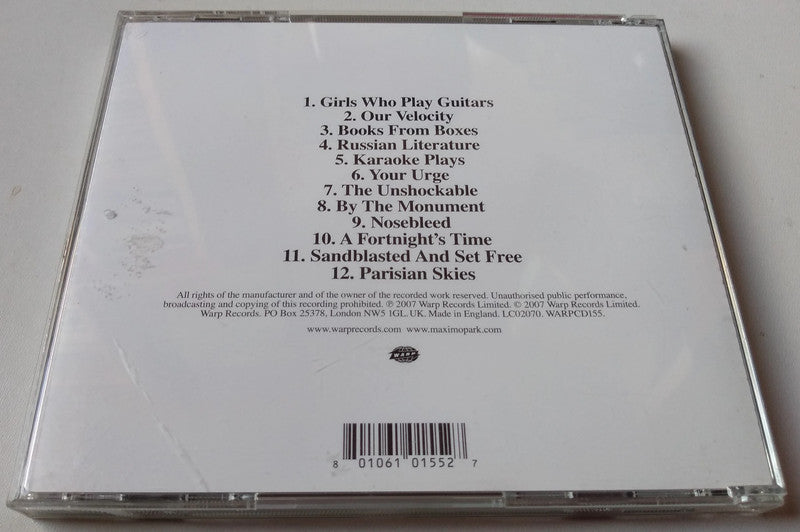 1. Girls Who Play Guitars
2. Our Velocity
3. Books From Boxes
4. Russian Literature
5. Karaoke Plays
6. Your Urge
7. The Unshockable
8. By The Monument
9. Nosebleed
10. A Fortnight's Time
11. Sandblasted And Set Free
12. Parisian Skies
All rights of the manufacturer and of the owner of the recorded work reserved. Unauthorised public performance,
broadcasting and copying of this recording prohibited. ℗ 2007 Warp Records Limited. © 2007 Warp Records Limited.
Warp Records. PO Box 25378, London NW5 1GL. UK. Made in England. LC02070. WARPCD155.
www.warprecords.com www.maximopark.com
WARP
8 01061 01552 7